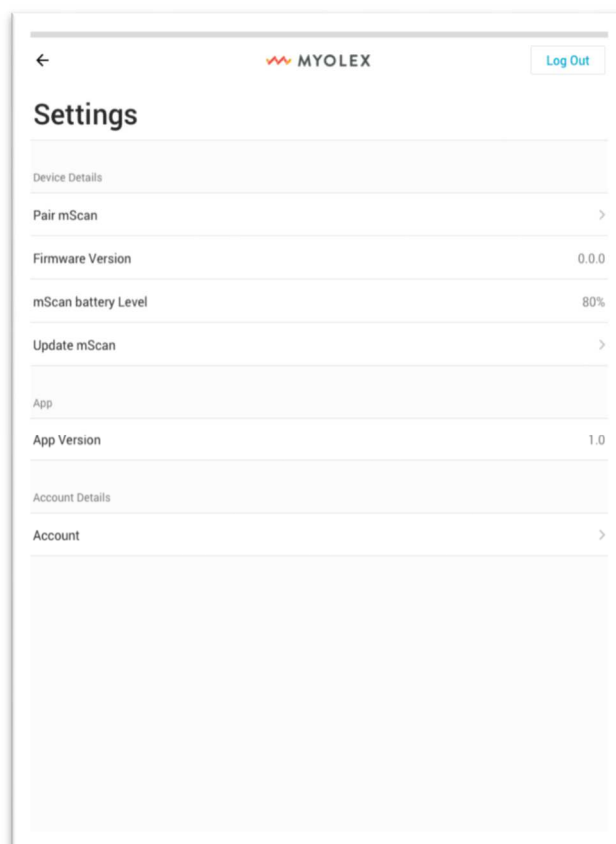 MYOLEX
Log Out
Settings
Device Details
Pair mScan
Firmware Version 0.0.0
mScan battery Level 80%
Update mScan
App
App Version 1.0
Account Details
Account